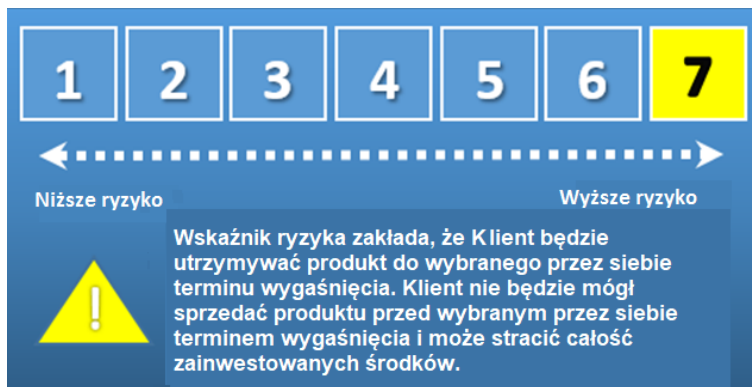 1 2 3 4 5 6 7
Niższe ryzyko Wyższe ryzyko
Wskaźnik ryzyka zakłada, że Klient będzie
utrzymywać produkt do wybranego przez siebie
terminu wygaśnięcia. Klient nie będzie mógł
sprzedać produktu przed wybranym przez siebie
terminem wygaśnięcia i może stracić całość
zainwestowanych środków.
!